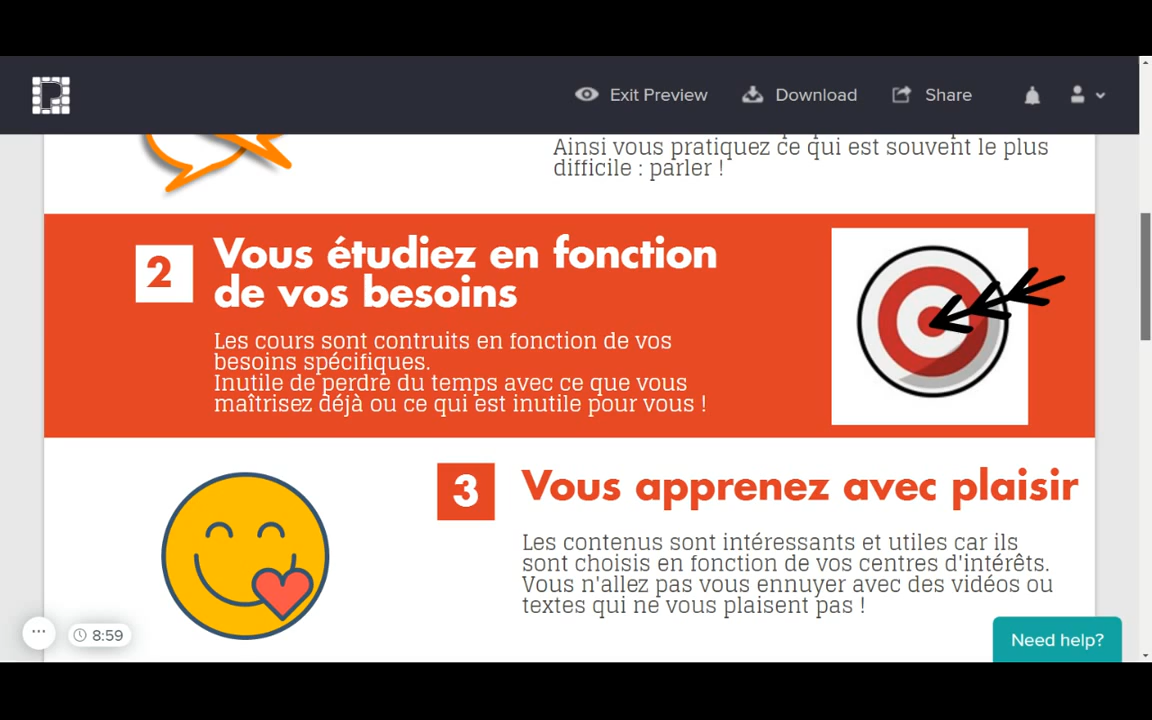 Exit Preview
Download
Share
Ainsi vous pratiquez ce qui est souvent le plus
difficile : parler !
2
Vous étudiez en fonction
de vos besoins
Les cours sont contruits en fonction de vos
besoins spécifiques.
Inutile de perdre du temps avec ce que vous
maîtrisez déjà ou ce qui est inutile pour vous !
3
Vous apprenez avec plaisir
Les contenus sont intéressants et utiles car ils
sont choisis en fonction de vos centres d'intérêts.
Vous n'allez pas vous ennuyer avec des vidéos ou
textes qui ne vous plaisent pas !
8:59
Need help?